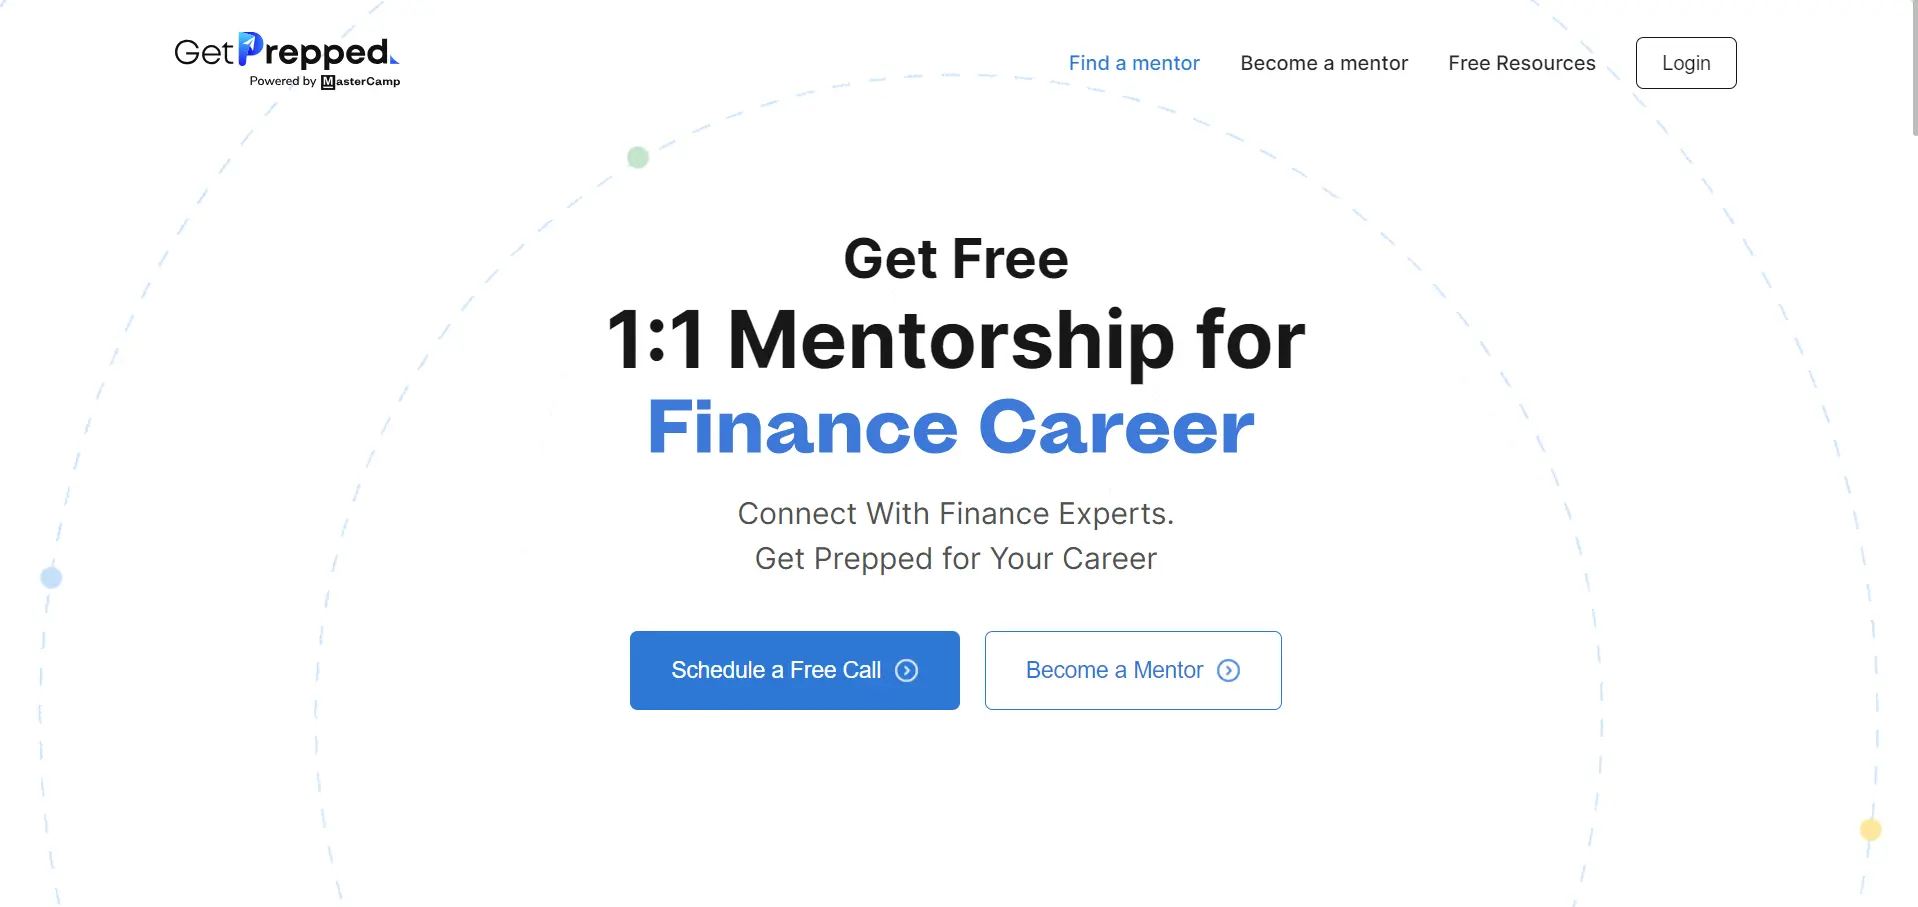 GetPrepped.
Powered by MasterCamp
Find a mentor
Become a mentor
Free Resources
Login
Get Free
1:1 Mentorship for
Finance Career
Connect With Finance Experts.
Get Prepped for Your Career
Schedule a Free Call
Become a Mentor